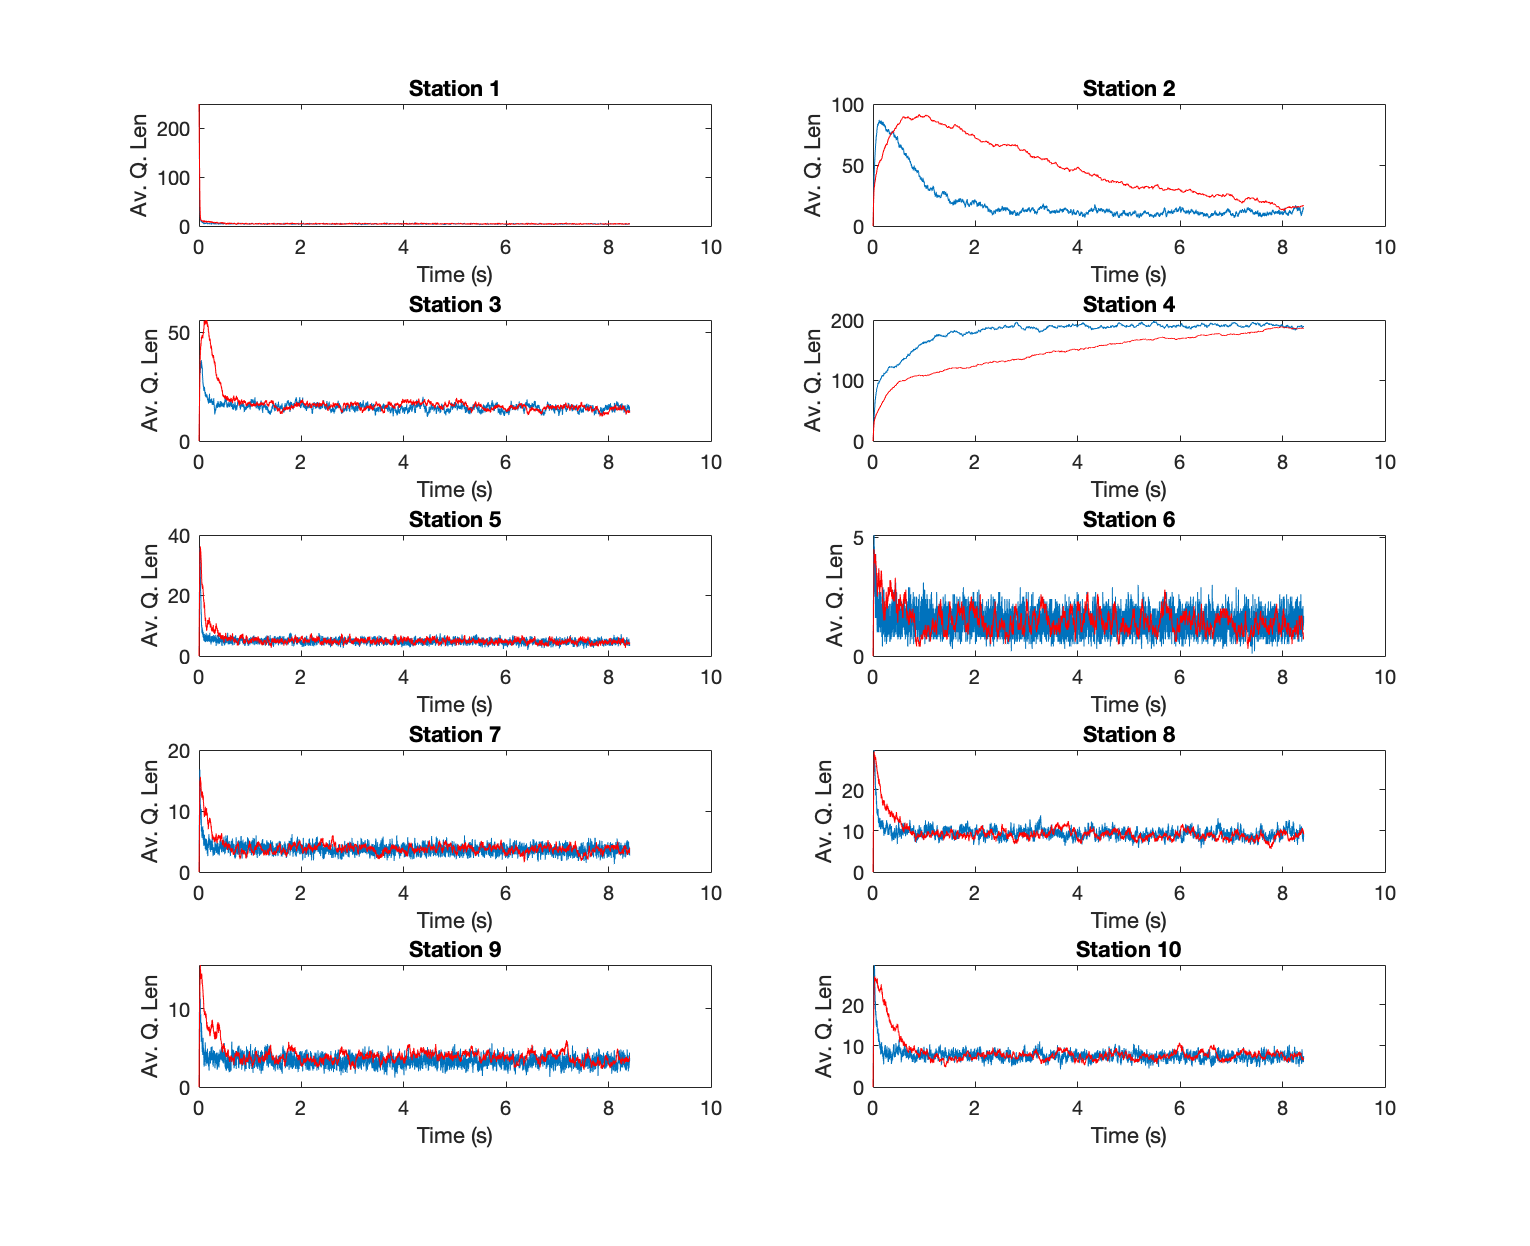 Station 1
Av. Q. Len
200
100
0
0 2 4 6 8 10
Time (s)
Station 2
Av. Q. Len
100
50
0
0 2 4 6 8 10
Time (s)
Station 3
Av. Q. Len
50
0
0 2 4 6 8 10
Time (s)
Station 4
Av. Q. Len
200
100
0
0 2 4 6 8 10
Time (s)
Station 5
Av. Q. Len
40
20
0
0 2 4 6 8 10
Time (s)
Station 6
Av. Q. Len
5
0
0 2 4 6 8 10
Time (s)
Station 7
Av. Q. Len
20
10
0
0 2 4 6 8 10
Time (s)
Station 8
Av. Q. Len
20
10
0
0 2 4 6 8 10
Time (s)
Station 9
Av. Q. Len
10
0
0 2 4 6 8 10
Time (s)
Station 10
Av. Q. Len
20
10
0
0 2 4 6 8 10
Time (s)